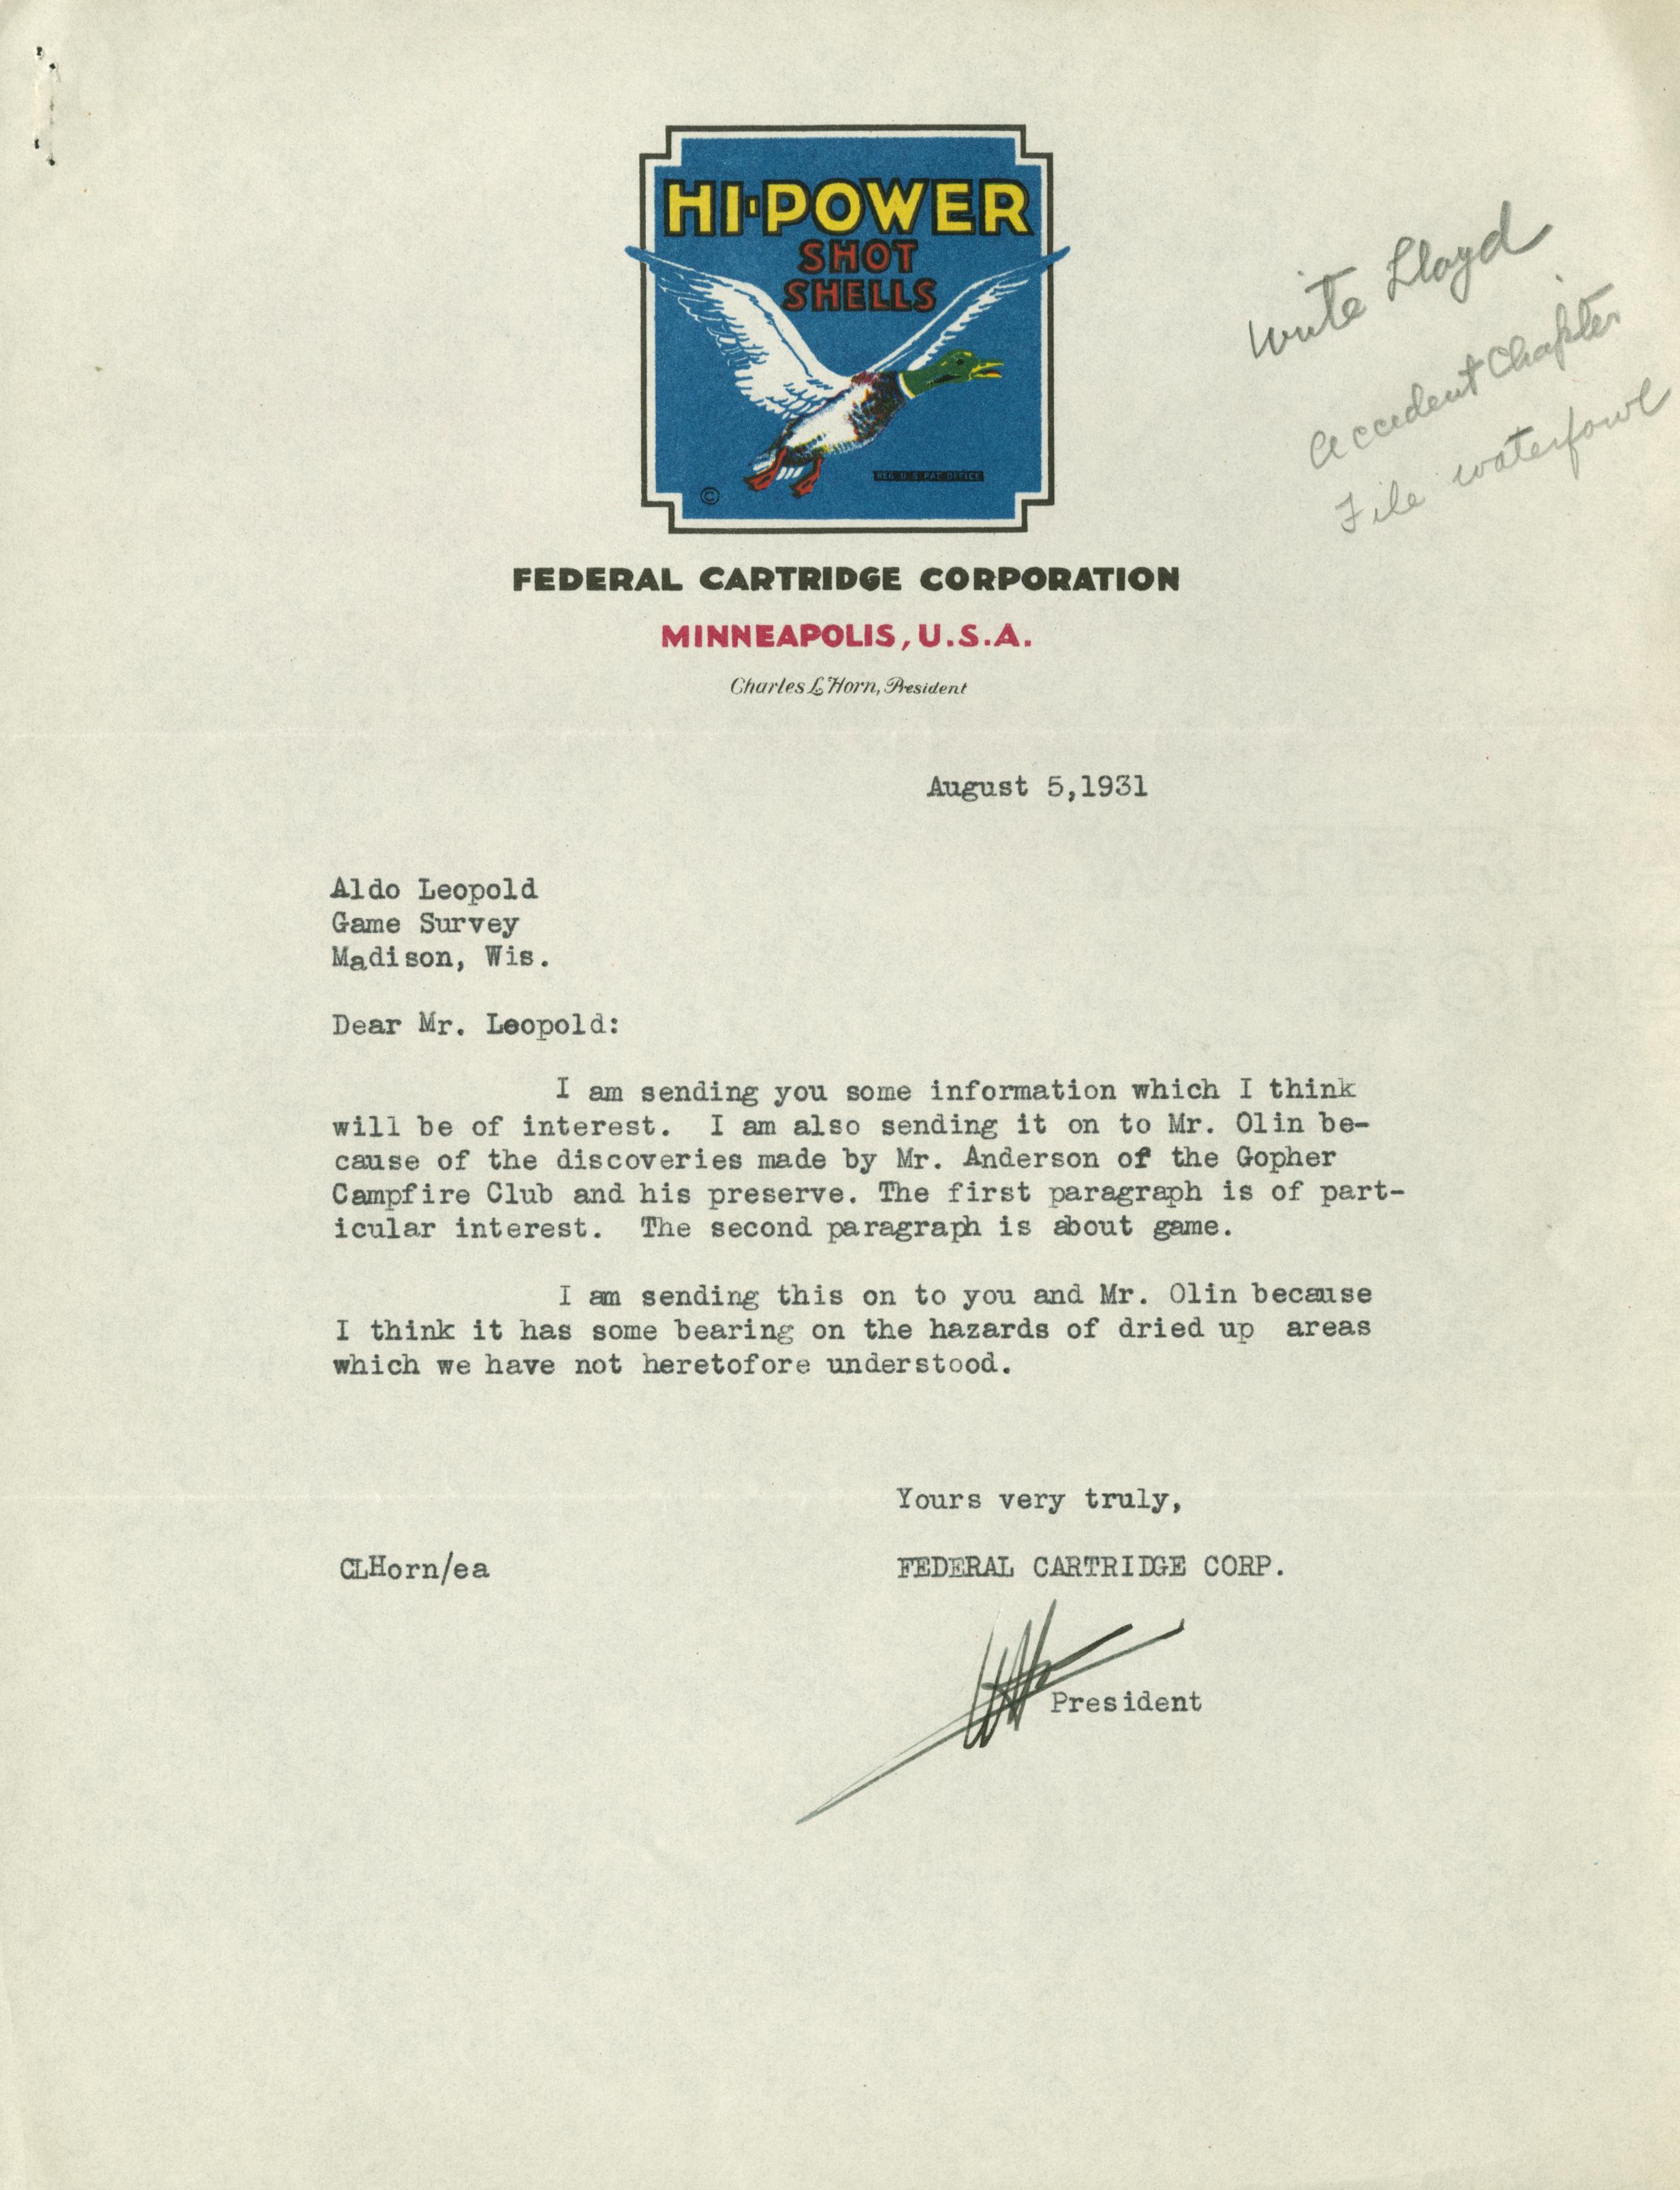 HI-POWER
SHOT
SHELLS
REG. U.S. PAT. OFFICE
©
Write Lloyd
Accedent Chapter
File waterfowl
FEDERAL CARTRIDGE CORPORATION
MINNEAPOLIS, U.S.A.
Charles L. Horn, President
August 5,1931
Aldo Leopold
Game Survey
Madison, Wis.
Dear Mr. Leopold:
I am sending you some information which I think
will be of interest. I am also sending it on to Mr. Olin be-
cause of the discoveries made by Mr. Anderson of the Gopher
Campfire Club and his preserve. The first paragraph is of part-
icular interest. The second paragraph is about game.
I am sending this on to you and Mr. Olin because
I think it has some bearing on the hazards of dried up areas
which we have not heretofore understood.
Yours very truly,
CLHorn/ea
FEDERAL CARTRIDGE CORP.
President